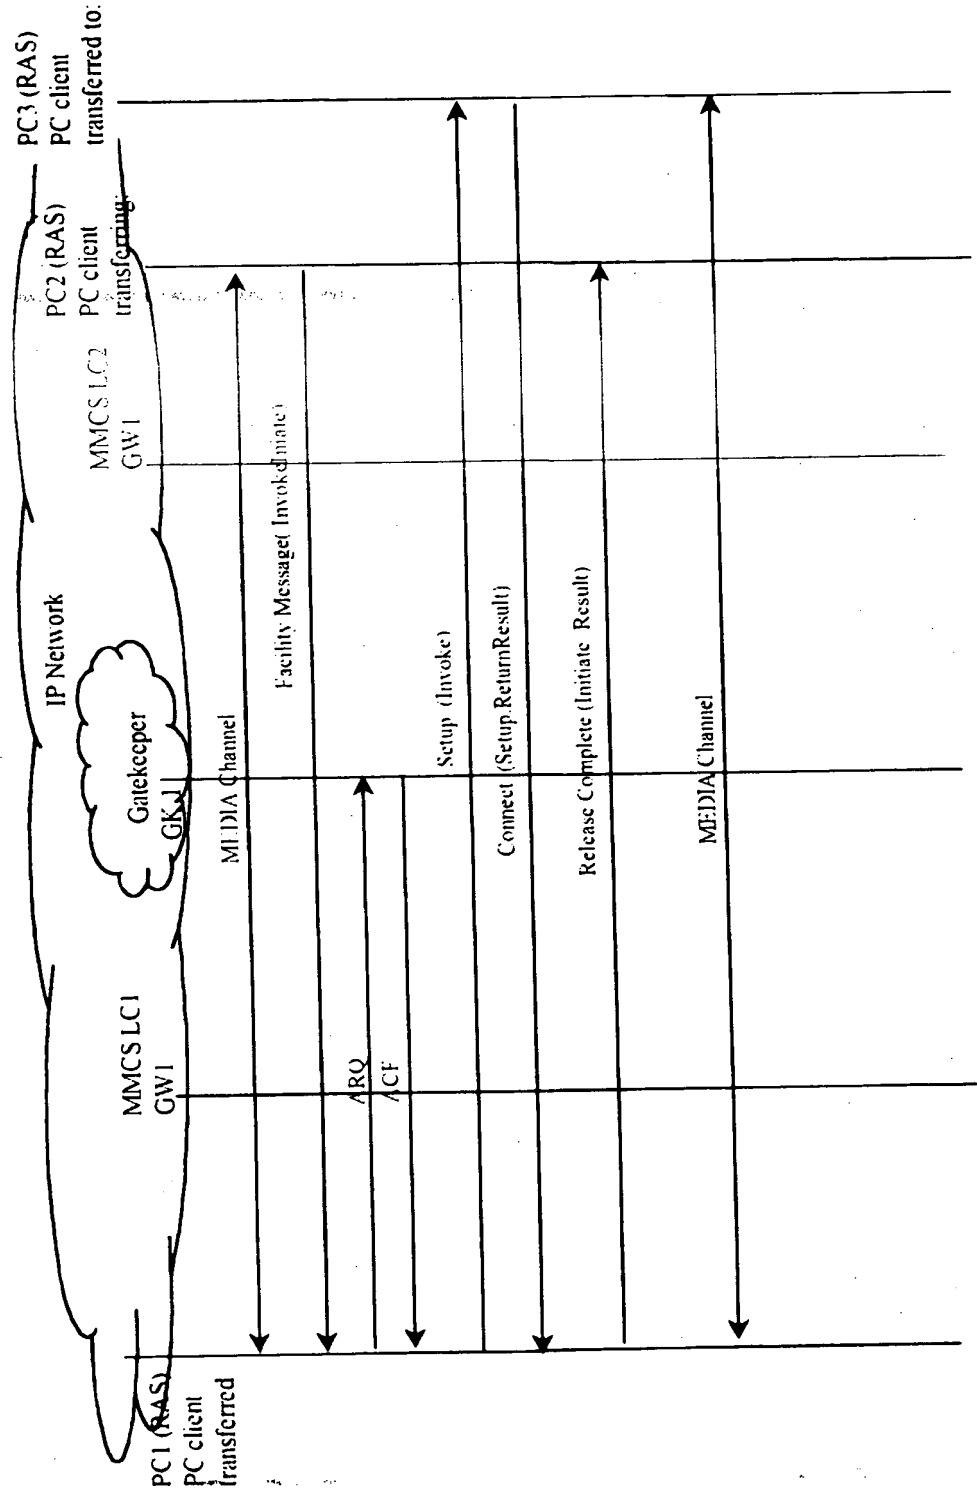 PC1 (RAS)
PC client
transferred
MMCS LC1
GW1
IP Network
Gatekeeper
GK 1
MMCS LC2
GW1
PC2 (RAS)
PC client
transferring:
PC3 (RAS)
PC client
transferred to:
MEDIA Channel
Facility Message( InvokeInitiate)
ARQ
ACF
Setup (Invoke)
Connect (Setup.ReturnResult)
Release Complete (Initiate Result)
MEDIA Channel